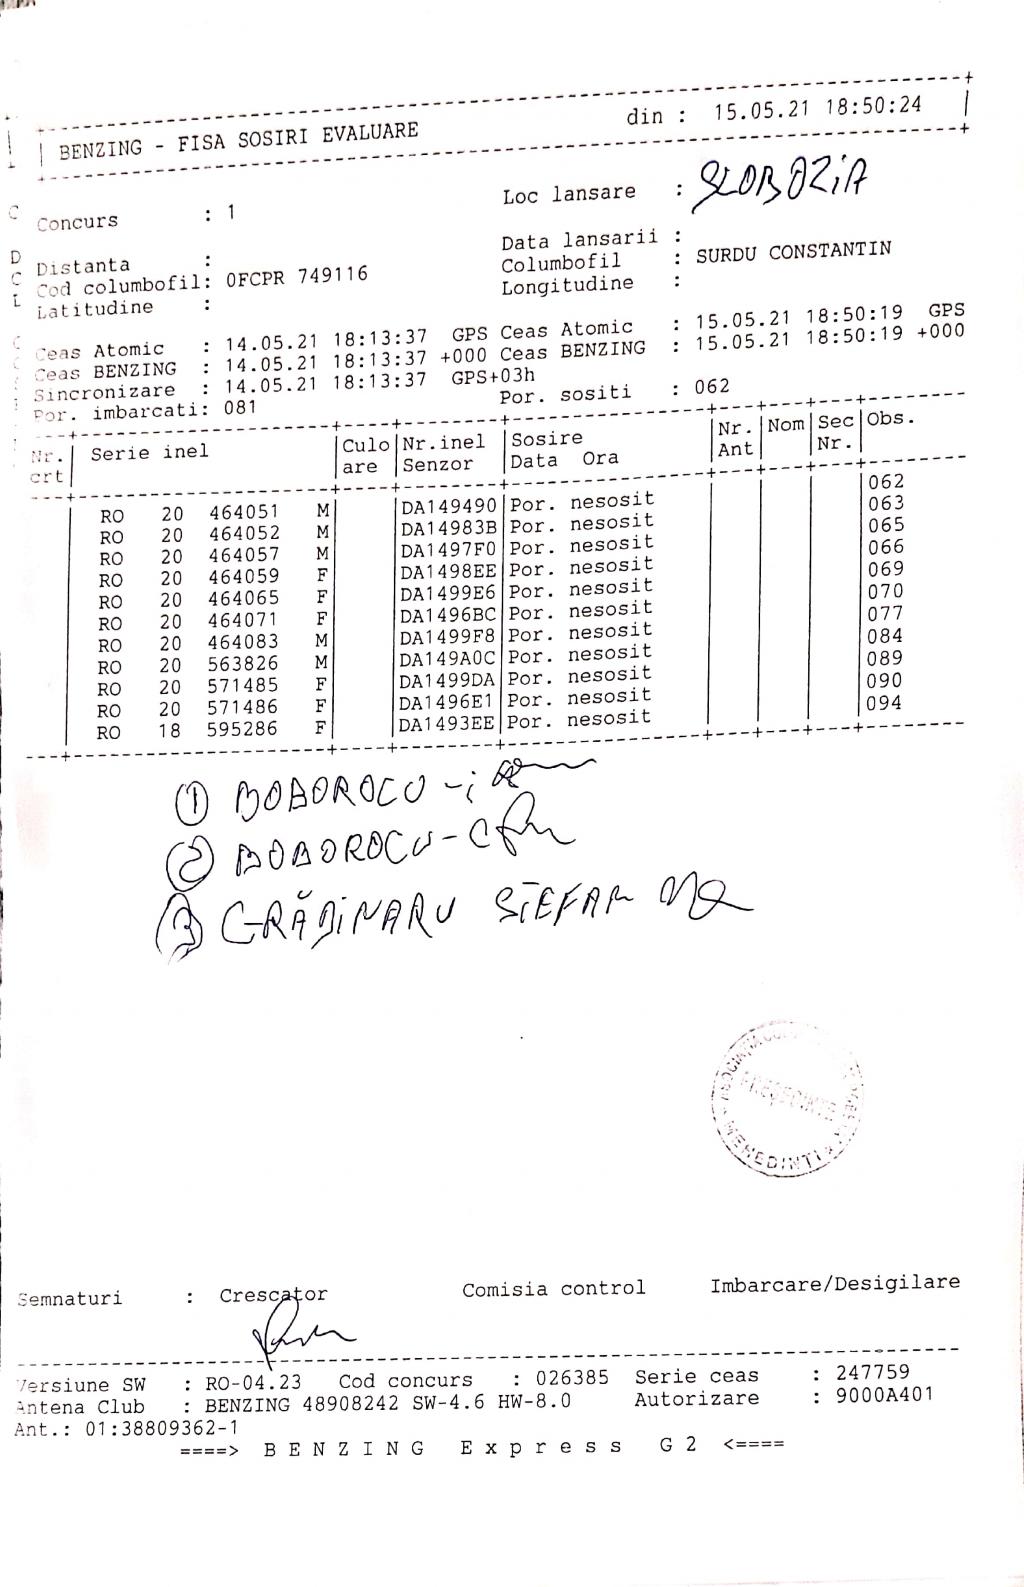 BENZING - FISA SOSIRI EVALUARE din : 15.05.21 18:50:24
Loc lansare : SLOBOZIA
Concurs : 1
Data lansarii :
Distanta : Columbofil : SURDU CONSTANTIN
Cod columbofil: 0FCPR 749116 Longitudine :
Latitudine :
Ceas Atomic : 14.05.21 18:13:37 GPS Ceas Atomic : 15.05.21 18:50:19 GPS
Ceas BENZING : 14.05.21 18:13:37 +000 Ceas BENZING : 15.05.21 18:50:19 +000
Sincronizare : 14.05.21 18:13:37 GPS+03h
Por. imbarcati: 081 Por. sositi : 062
Nr. Serie inel Culo Nr.inel Sosire Nr. Nom Sec Obs.
crt are Senzor Data Ora Ant Nr.
RO 20 464051 M DA149490 Por. nesosit 062
RO 20 464052 M DA14983B Por. nesosit 063
RO 20 464057 M DA1497F0 Por. nesosit 065
RO 20 464059 F DA1498EE Por. nesosit 066
RO 20 464065 F DA1499E6 Por. nesosit 069
RO 20 464071 F DA1496BC Por. nesosit 070
RO 20 464083 M DA1499F8 Por. nesosit 077
RO 20 563826 M DA149A0C Por. nesosit 084
RO 20 571485 F DA1499DA Por. nesosit 089
RO 20 571486 F DA1496E1 Por. nesosit 090
RO 18 595286 F DA1493EE Por. nesosit 094
1 BOBOROCU - i
2 BOBOROCU - C
3 GRĂDINARU STEFAN
PREȘEDINTE
MEHEDINTI
Semnaturi : Crescator Comisia control Imbarcare/Desigilare
Versiune SW : RO-04.23 Cod concurs : 026385 Serie ceas : 247759
Antena Club : BENZING 48908242 SW-4.6 HW-8.0 Autorizare : 9000A401
Ant.: 01:38809362-1
====> B E N Z I N G E x p r e s s G 2 <====